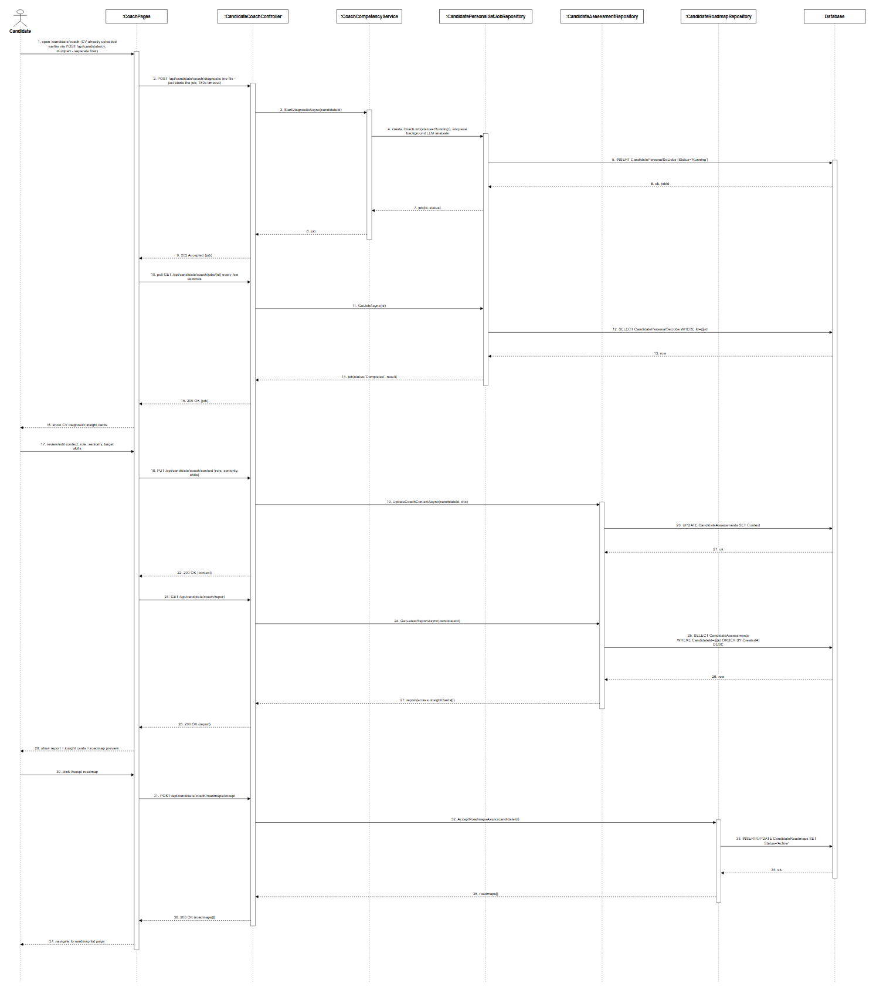 :CoachPages
:CandidateCoachController
:CoachCompetencyService
:CandidatePersonalSetJobRepository
:CandidateAssessmentRepository
:CandidateRoadmapRepository
Database
Candidate
1. open /candidate/coach (CV already uploaded
earlier via POST /api/candidate/cv,
multipart - separate flow)
2. POST /api/candidate/coach/diagnostic (no file -
just starts the job; 180s timeout)
3. StartDiagnosticAsync(candidateId)
4. create CoachJob(status='Running'), enqueue
background LLM analysis
5. INSERT CandidatePersonalSetJobs (Status='Running')
6. ok, jobId
7. job{id, status}
8. job
9. 202 Accepted {job}
10. poll GET /api/candidate/coach/jobs/{id} every few
seconds
11. GetJobAsync(id)
12. SELECT CandidatePersonalSetJobs WHERE Id=@id
13. row
14. job{status:'Completed', result}
15. 200 OK {job}
16. show CV diagnostic insight cards
17. review/edit context: role, seniority, target
skills
18. PUT /api/candidate/coach/context {role, seniority,
skills}
19. UpdateCoachContextAsync(candidateId, dto)
20. UPDATE CandidateAssessments SET Context
21. ok
22. 200 OK {context}
23. GET /api/candidate/coach/report
24. GetLatestReportAsync(candidateId)
25. SELECT CandidateAssessments
WHERE CandidateId=@id ORDER BY CreatedAt
DESC
26. row
27. report{scores, insightCards[]}
28. 200 OK {report}
29. show report + insight cards + roadmap preview
30. click Accept roadmap
31. POST /api/candidate/coach/roadmaps/accept
32. AcceptRoadmapsAsync(candidateId)
33. INSERT/UPDATE CandidateRoadmaps SET
Status='Active'
34. ok
35. roadmaps[]
36. 200 OK {roadmaps[]}
37. navigate to roadmap list page